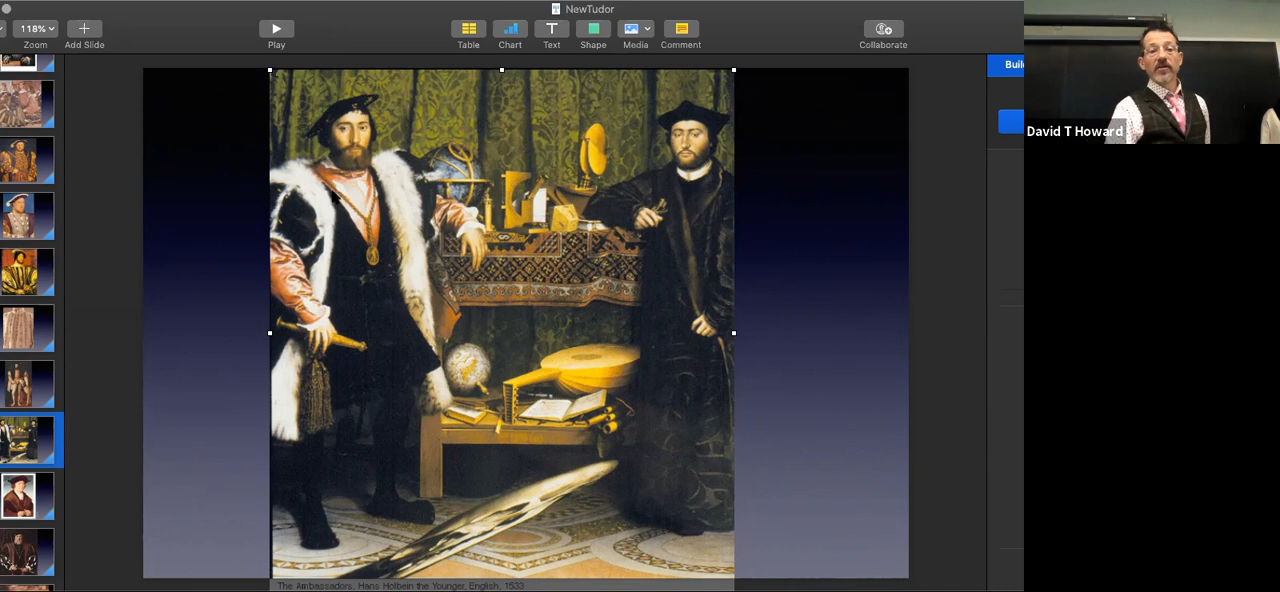 NewTudor
118%
Zoom
Add Slide
Play
Table
Chart
T
Text
Shape
Media
Comment
Collaborate
Buil
David T Howard
The Ambassadors, Hans Holbein the Younger, English, 1533